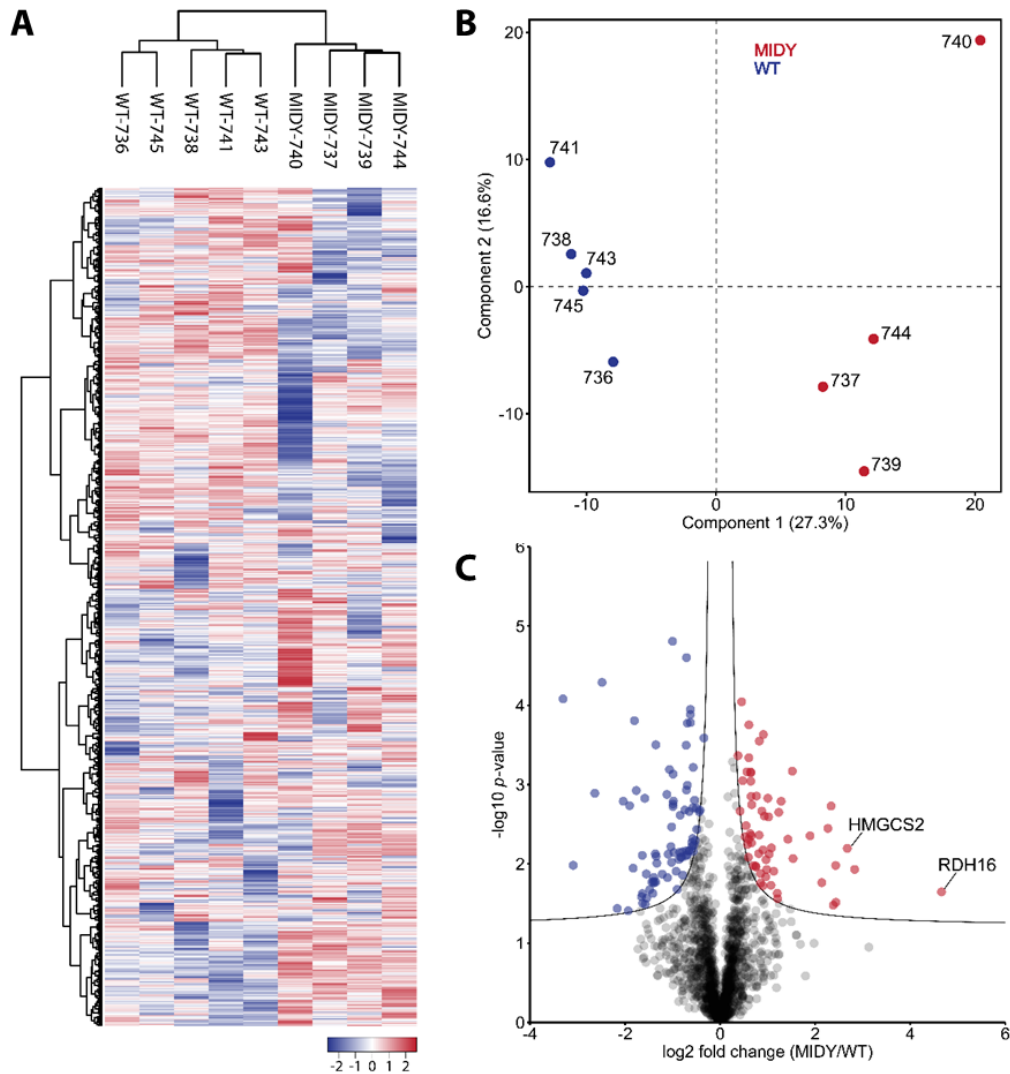 A
WT-736
WT-745
WT-738
WT-741
WT-743
MIDY-740
MIDY-737
MIDY-739
MIDY-744
-2 -1 0 1 2
B
20
10
0
-10
-10 0 10 20
Component 2 (16.6%)
Component 1 (27.3%)
MIDY
WT
740
741
738
743
745
736
744
737
739
C
6
5
4
3
2
1
0
-4 -2 0 2 4 6
-log10 p-value
log2 fold change (MIDY/WT)
HMGCS2
RDH16